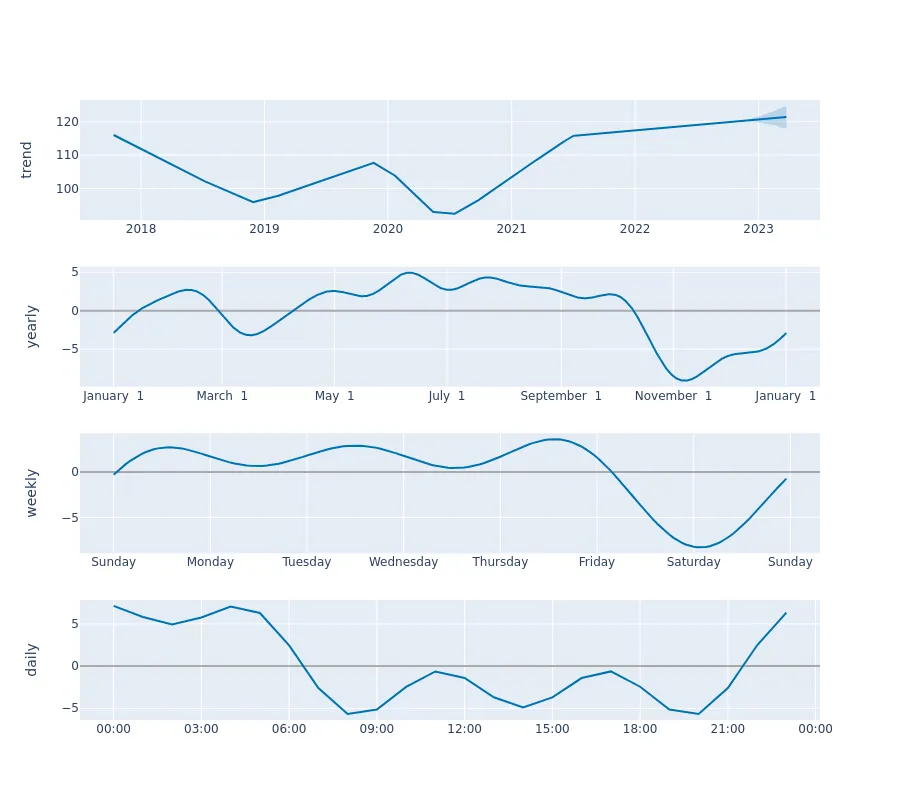 trend
120
110
100
2018 2019 2020 2021 2022 2023
yearly
5
0
−5
January 1 March 1 May 1 July 1 September 1 November 1 January 1
weekly
0
−5
Sunday Monday Tuesday Wednesday Thursday Friday Saturday Sunday
daily
5
0
−5
00:00 03:00 06:00 09:00 12:00 15:00 18:00 21:00 00:00